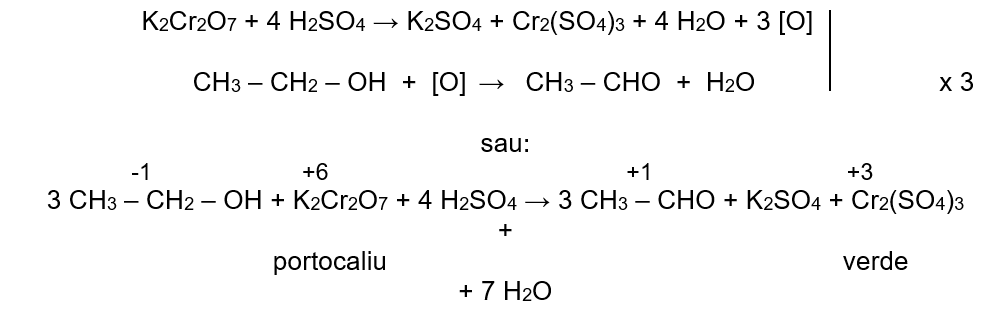 K2Cr2O7 + 4 H2SO4 → K2SO4 + Cr2(SO4)3 + 4 H2O + 3 [O]
CH3 – CH2 – OH + [O] → CH3 – CHO + H2O x 3
sau:
-1 +6 +1 +3
3 CH3 – CH2 – OH + K2Cr2O7 + 4 H2SO4 → 3 CH3 – CHO + K2SO4 + Cr2(SO4)3
+
portocaliu verde
+ 7 H2O